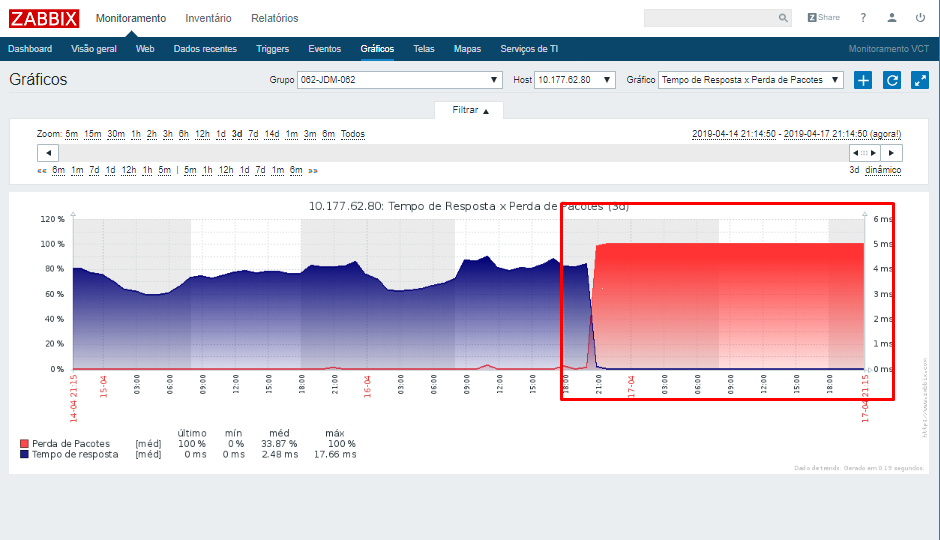 ZABBIX Monitoramento Inventário Relatórios Z Share ?
Dashboard Visão geral Web Dados recentes Triggers Eventos Gráficos Telas Mapas Serviços de TI Monitoramento VCT
Gráficos Grupo 062-JDM-062 Host 10.177.62.80 Gráfico Tempo de Resposta x Perda de Pacotes
Filtrar
Zoom: 5m 15m 30m 1h 2h 3h 6h 12h 1d 3d 7d 14d 1m 3m 6m Todos 2019-04-14 21:14:50 - 2019-04-17 21:14:50 (agora!)
«« 6m 1m 7d 1d 12h 1h 5m | 5m 1h 12h 1d 7d 1m 6m »» 3d dinâmico
10.177.62.80: Tempo de Resposta x Perda de Pacotes (3d)
120 % 6 ms
100 % 5 ms
80 % 4 ms
60 % 3 ms
40 % 2 ms
20 % 1 ms
0 % 0 ms
14-04 21:15 15-04 03:00 06:00 09:00 12:00 15:00 18:00 21:00 16-04 03:00 06:00 09:00 12:00 15:00 18:00 21:00 17-04 03:00 06:00 09:00 12:00 15:00 18:00 17-04 21:15
último mín méd máx
Perda de Pacotes [méd] 100 % 0 % 33.87 % 100 %
Tempo de resposta [méd] 0 ms 0 ms 2.48 ms 17.66 ms
Dado de trends. Gerado em 0.19 segundos.